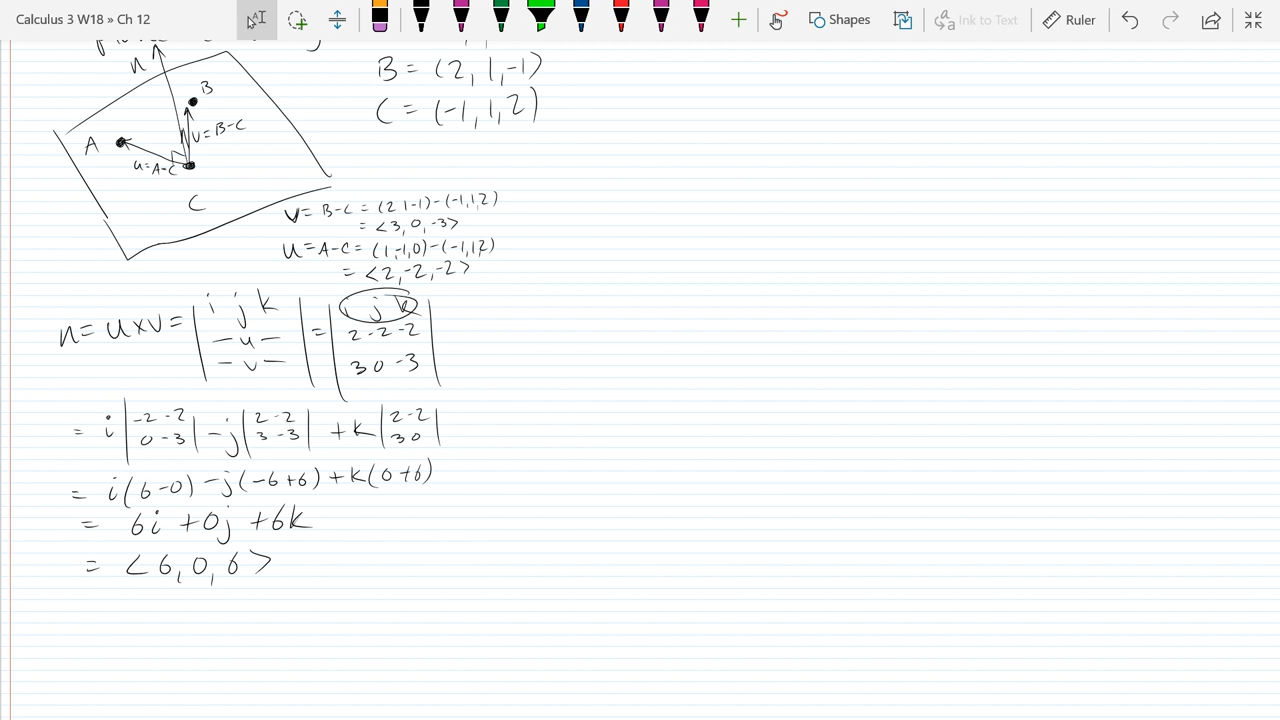 Calculus 3 W18 » Ch 12
Shapes
Ink to Text
Ruler
n
B
A
v=B-C
u=A-C
C
B = (2, 1, -1)
C = (-1, 1, 2)
v = B-C = (2 1 -1) - (-1, 1, 2)
= <3, 0, -3>
u = A-C = (1, -1, 0) - (-1, 1, 2)
= <2, -2, -2>
n = u x v = | i j k | = | i j k |
| -u- | | 2 -2 -2 |
| -v- | | 3 0 -3 |
= i | -2 -2 | - j | 2 -2 | + k | 2 -2 |
| 0 -3 | | 3 -3 | | 3 0 |
= i(6-0) - j(-6+6) + k(0+6)
= 6i + 0j + 6k
= <6, 0, 6>